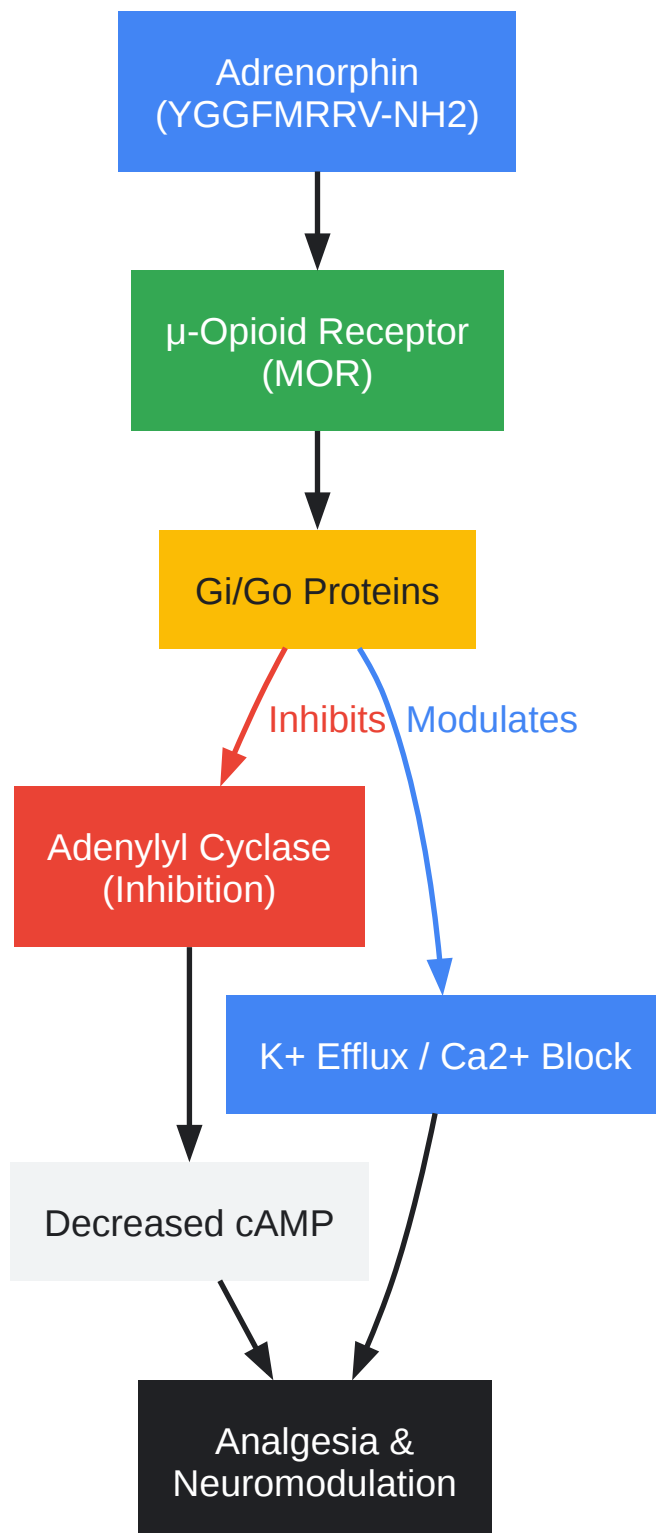 Adrenorphin
(YGGFMRRV-NH2)
μ-Opioid Receptor
(MOR)
Gi/Go Proteins
Inhibits
Modulates
Adenylyl Cyclase
(Inhibition)
K+ Efflux / Ca2+ Block
Decreased cAMP
Analgesia &
Neuromodulation